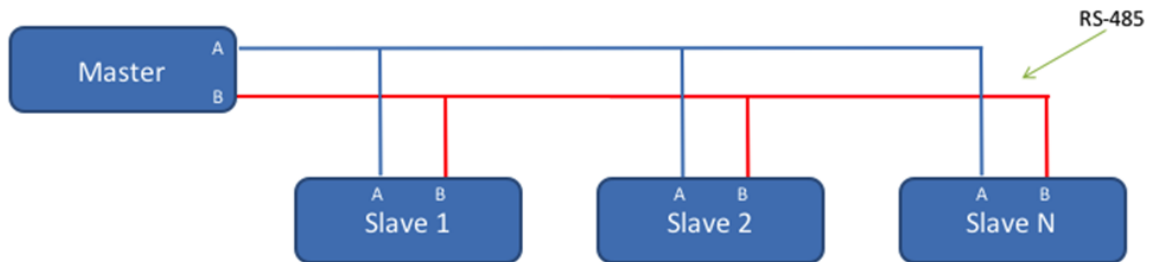 RS-485
A
Master
B
A B
Slave 1
A B
Slave 2
A B
Slave N